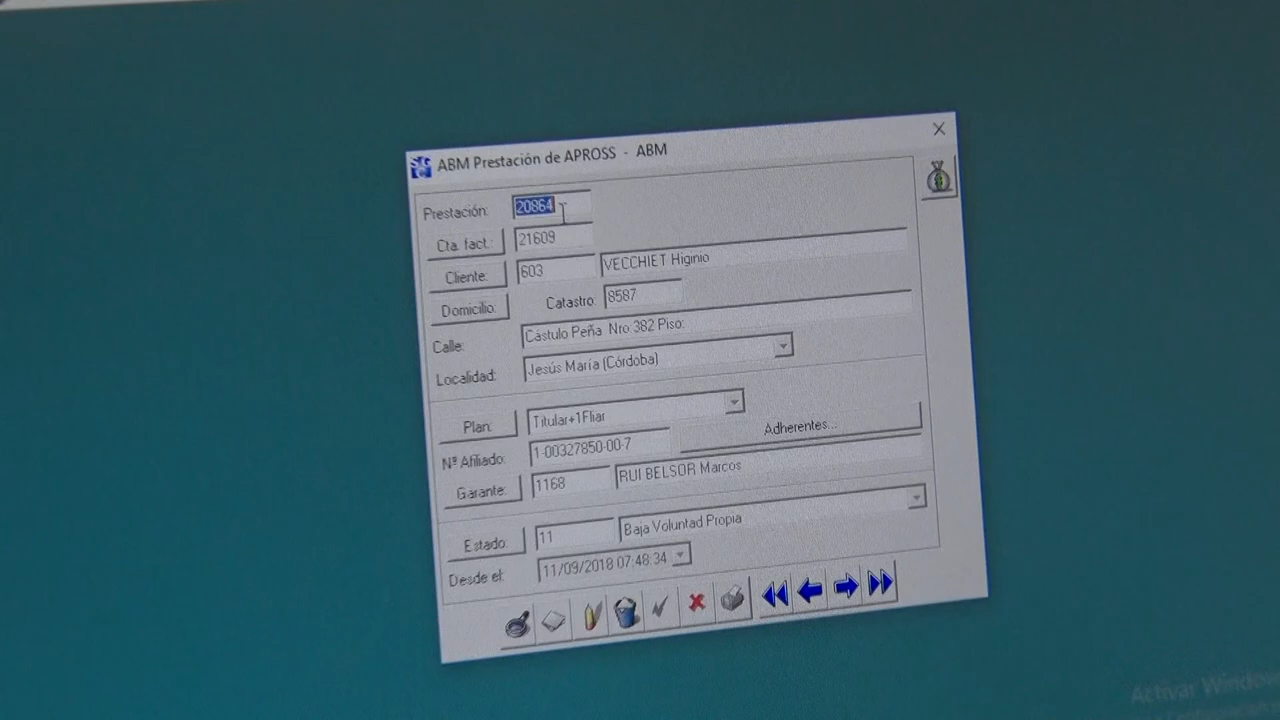 ABM Prestación de APROSS - ABM
Prestación: 20864
Cta. fact.: 21609
Cliente: 603 VECCHIET Higinio
Domicilio: Catastro: 8587
Calle: Cástulo Peña Nro:382 Piso:
Localidad: Jesús María (Córdoba)
Plan: Titular+1Fliar
Adherentes...
Nº Afiliado: 1-00327850-00-7
Garante: 1168 RUI BELSOR Marcos
Estado: 11 Baja Voluntad Propia
Desde el: 11/09/2018 07:48:34
Activar Windows